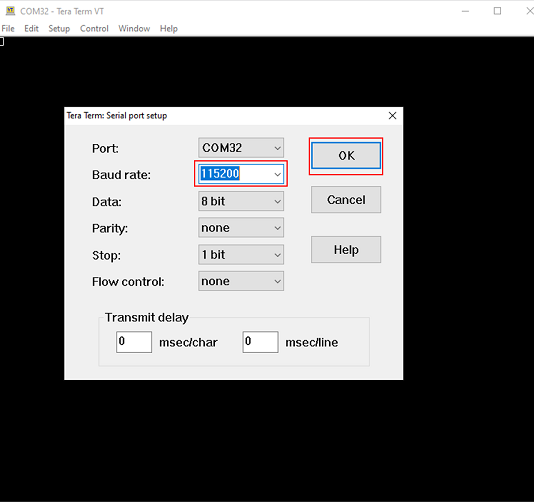 COM32 - Tera Term VT
File Edit Setup Control Window Help
Tera Term: Serial port setup
Port: COM32 OK
Baud rate: 115200
Data: 8 bit Cancel
Parity: none
Stop: 1 bit Help
Flow control: none
Transmit delay
0 msec/char 0 msec/line